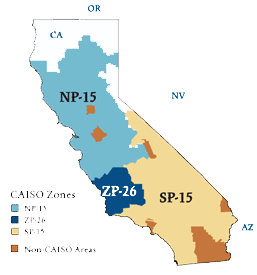 OR
CA
NP-15
NV
ZP-26
SP-15
CAISO Zones
NP-15
ZP-26
SP-15
Non-CAISO Areas
AZ